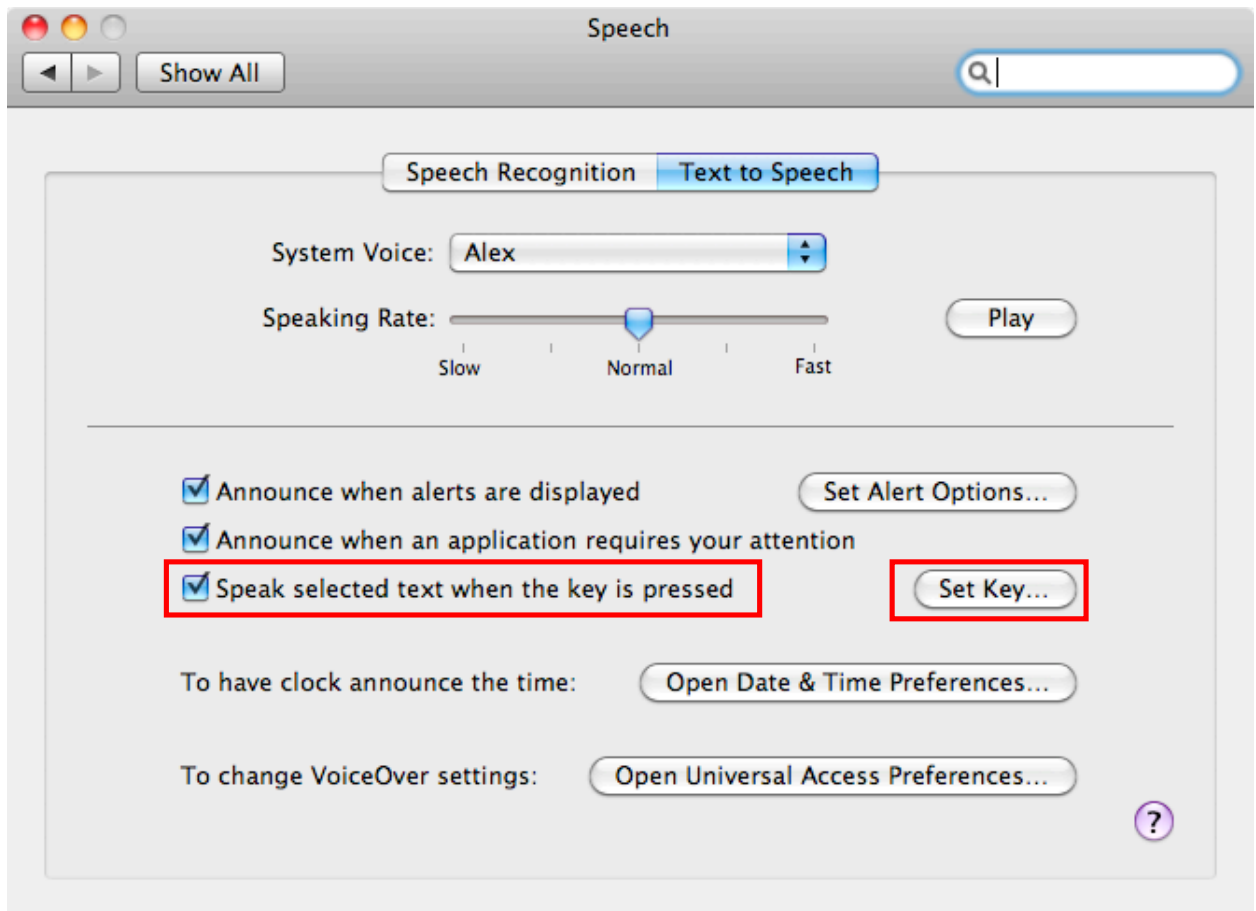 Speech
Show All
Speech Recognition Text to Speech
System Voice: Alex
Speaking Rate: Play
Slow Normal Fast
Announce when alerts are displayed Set Alert Options...
Announce when an application requires your attention
Speak selected text when the key is pressed Set Key...
To have clock announce the time: Open Date & Time Preferences...
To change VoiceOver settings: Open Universal Access Preferences...
?